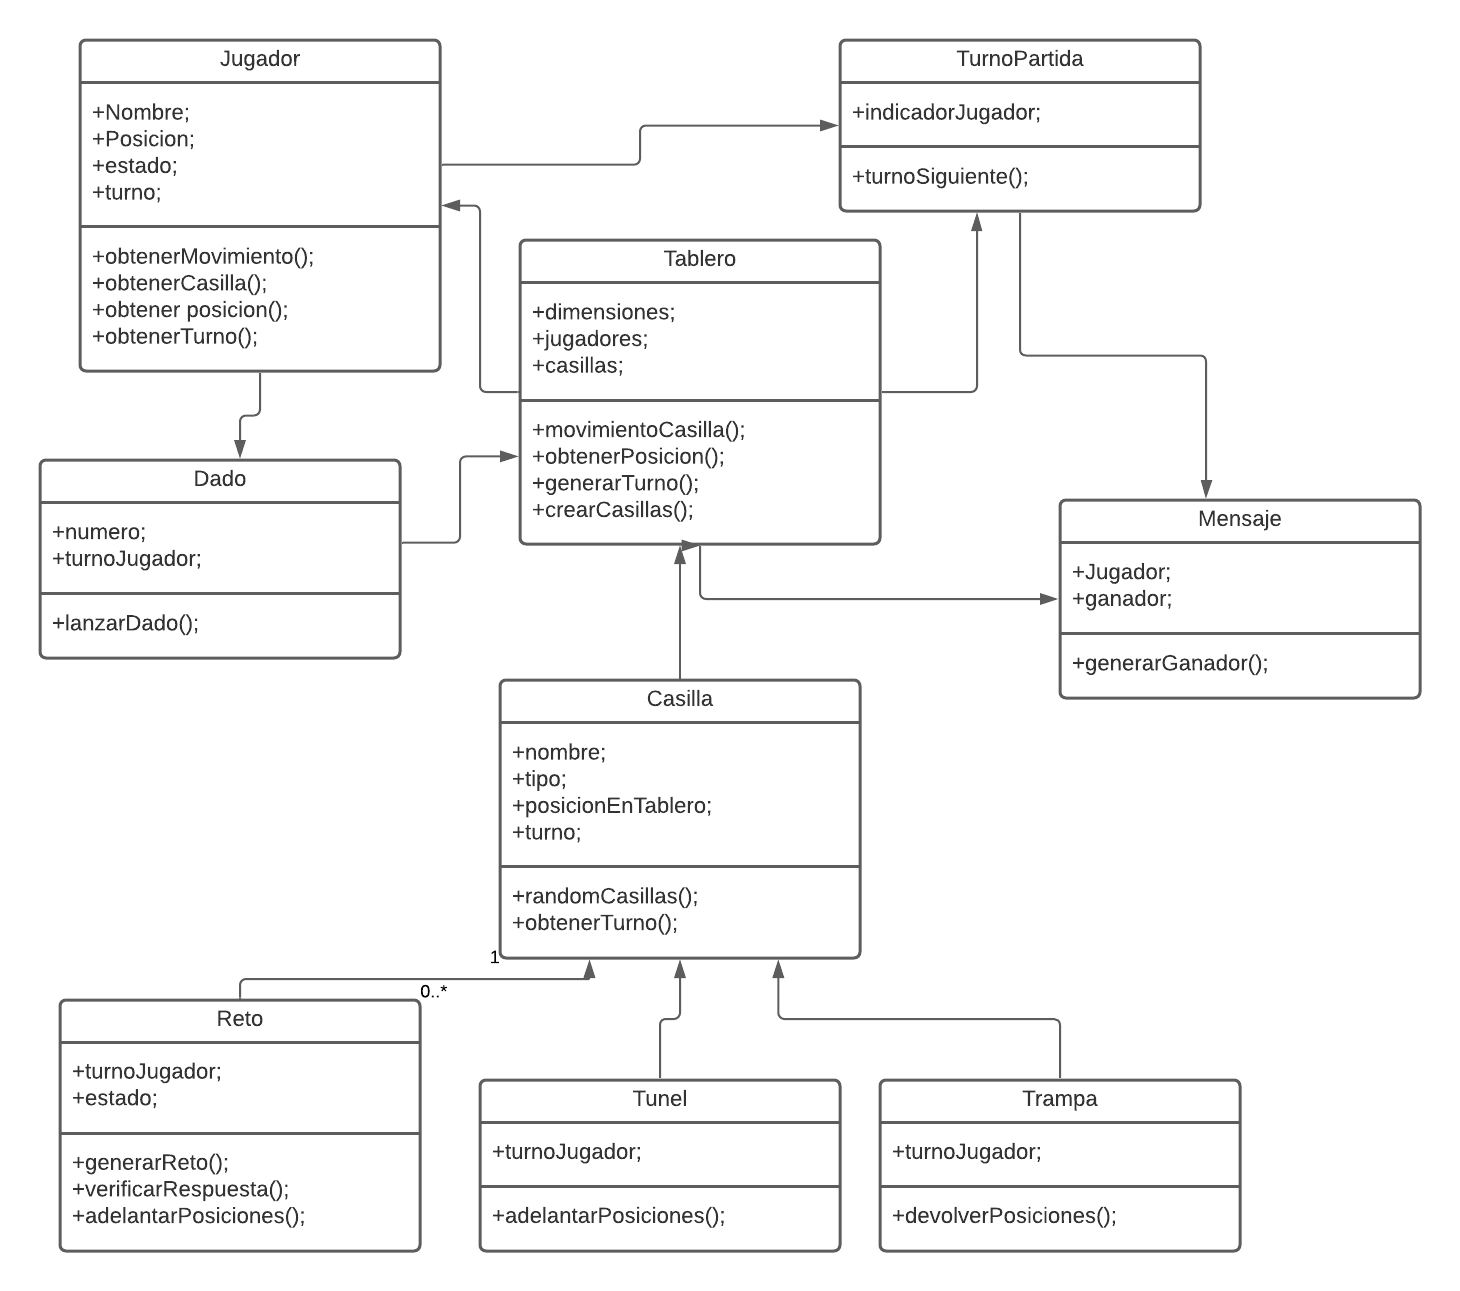 Jugador
+Nombre;
+Posicion;
+estado;
+turno;
+obtenerMovimiento();
+obtenerCasilla();
+obtener posicion();
+obtenerTurno();
TurnoPartida
+indicadorJugador;
+turnoSiguiente();
Tablero
+dimensiones;
+jugadores;
+casillas;
+movimientoCasilla();
+obtenerPosicion();
+generarTurno();
+crearCasillas();
Dado
+numero;
+turnoJugador;
+lanzarDado();
Mensaje
+Jugador;
+ganador;
+generarGanador();
Casilla
+nombre;
+tipo;
+posicionEnTablero;
+turno;
+randomCasillas();
+obtenerTurno();
1
0..*
Reto
+turnoJugador;
+estado;
+generarReto();
+verificarRespuesta();
+adelantarPosiciones();
Tunel
+turnoJugador;
+adelantarPosiciones();
Trampa
+turnoJugador;
+devolverPosiciones();